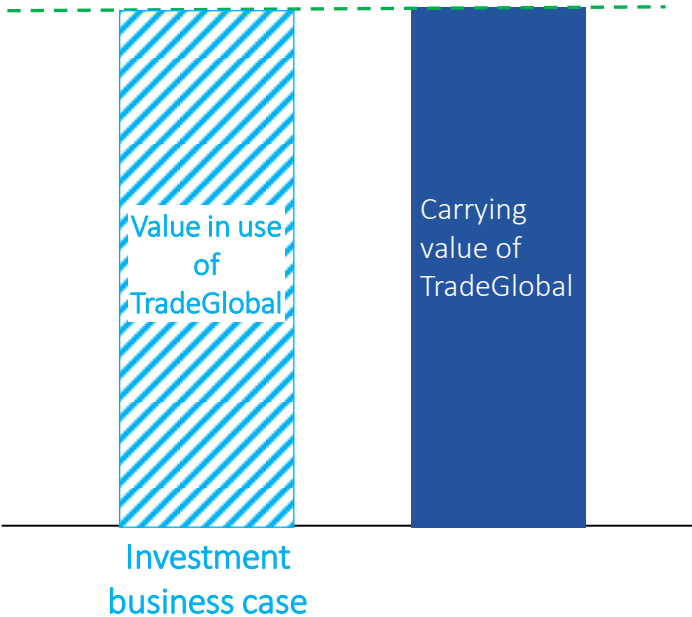 Value in use
of
TradeGlobal
Carrying
value of
TradeGlobal
Investment
business case